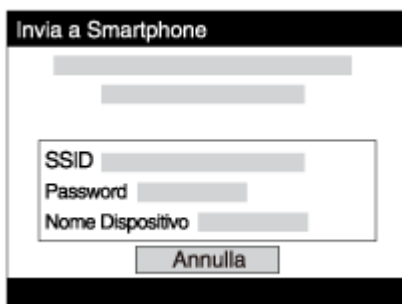 Invia a Smartphone
SSID
Password
Nome Dispositivo
Annulla